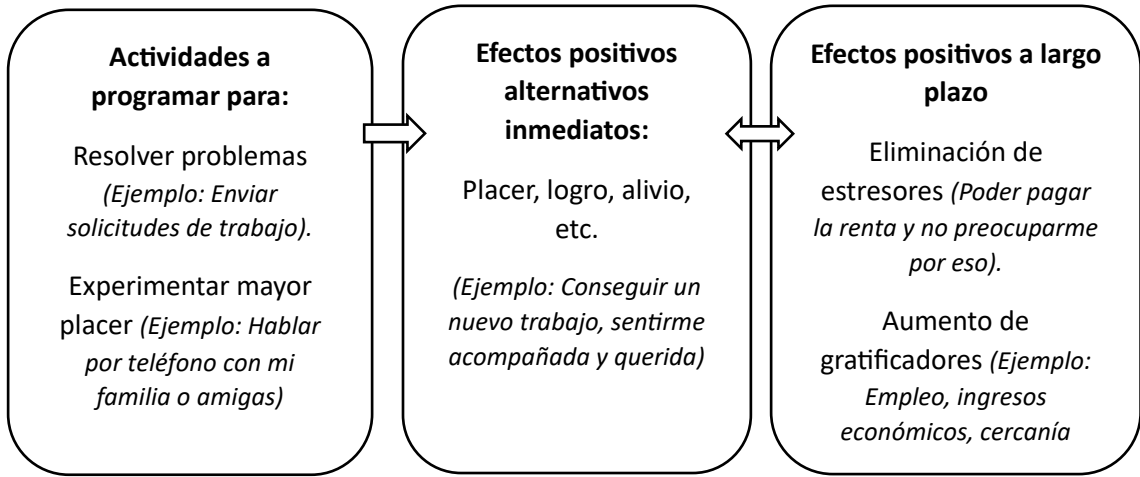 Actividades a
programar para:
Resolver problemas
(Ejemplo: Enviar
solicitudes de trabajo).
Experimentar mayor
placer (Ejemplo: Hablar
por teléfono con mi
familia o amigas)
Efectos positivos
alternativos
inmediatos:
Placer, logro, alivio,
etc.
(Ejemplo: Conseguir un
nuevo trabajo, sentirme
acompañada y querida)
Efectos positivos a largo
plazo
Eliminación de
estresores (Poder pagar
la renta y no preocuparme
por eso).
Aumento de
gratificadores (Ejemplo:
Empleo, ingresos
económicos, cercanía